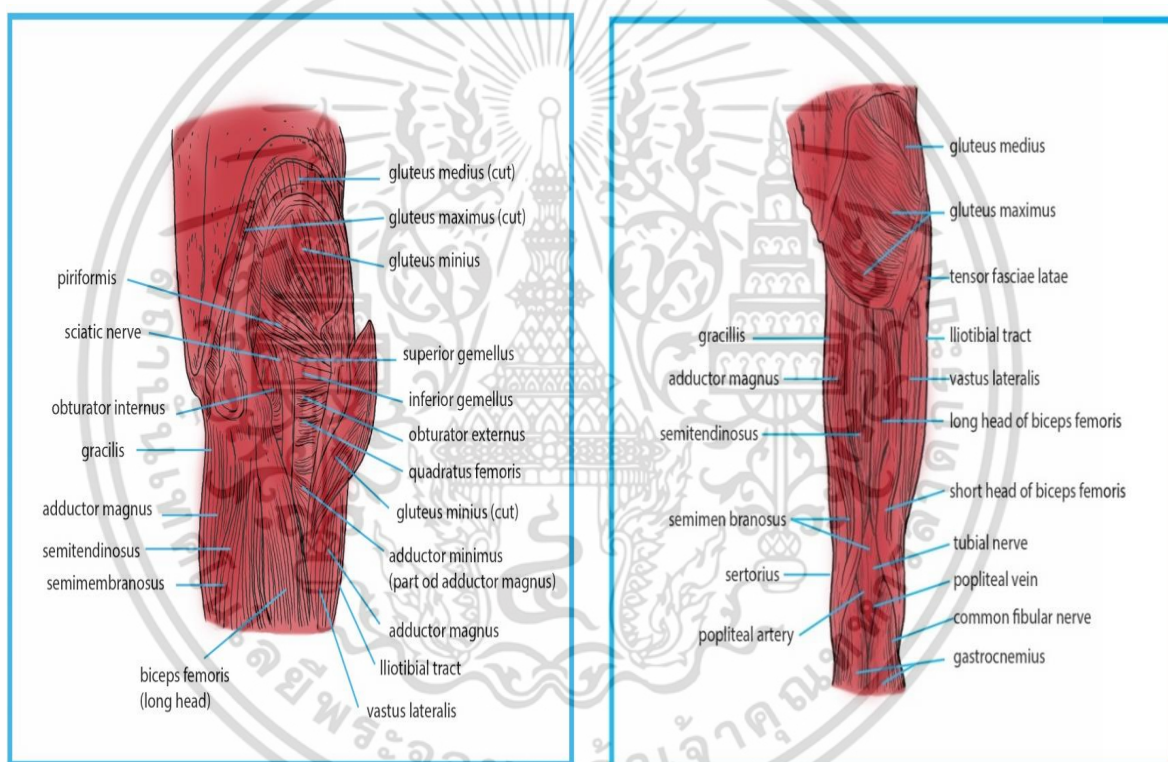 gluteus medius (cut)
gluteus maximus (cut)
gluteus minius
piriformis
sciatic nerve
superior gemellus
inferior gemellus
obturator internus
obturator externus
gracilis
quadratus femoris
gluteus minius (cut)
adductor magnus
semitendinosus
adductor minimus
(part od adductor magnus)
semimembranosus
adductor magnus
lliotibial tract
biceps femoris
(long head)
vastus lateralis
gluteus medius
gluteus maximus
tensor fasciae latae
gracillis
lliotibial tract
adductor magnus
vastus lateralis
long head of biceps femoris
semitendinosus
short head of biceps femoris
semimen branosus
tubial nerve
sertorius
popliteal vein
common fibular nerve
popliteal artery
gastrocnemius